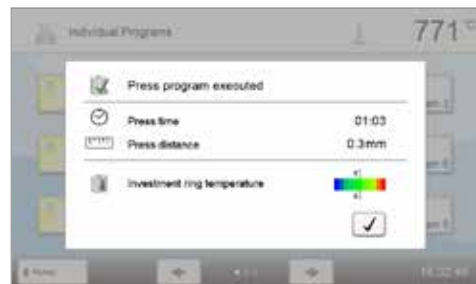 Individual Programs
771°C
Press program executed
Press time 01:03
Press distance 0.3mm
Investment ring temperature